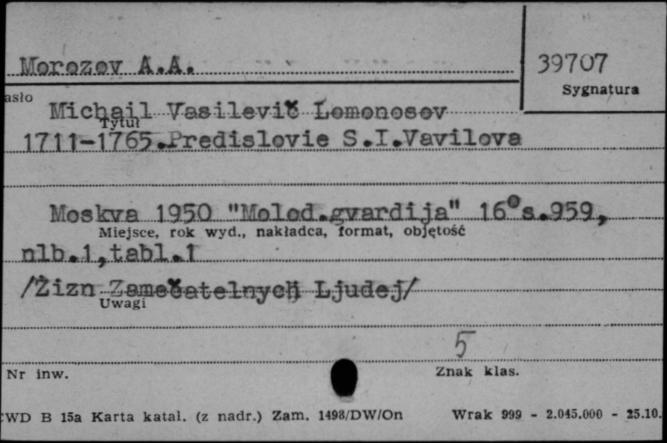 Morozov A.A.
39707
Sygnatura
asło
Michail Vasilevič Lomonosov
Tytuł
1711-1765.Predislovie S.I.Vavilova
Moskva 1950 "Molod.gvardija" 16° s.959,
Miejsce, rok wyd., nakładca, format, objętość
nlb.1,tabl.1
/Žizn Zamečatelnych Ljudej/
Uwagi
5
Nr inw.
Znak klas.
WD B 15a Karta katal. (z nadr.) Zam. 1498/DW/On Wrak 999 - 2.045.000 - 25.10.